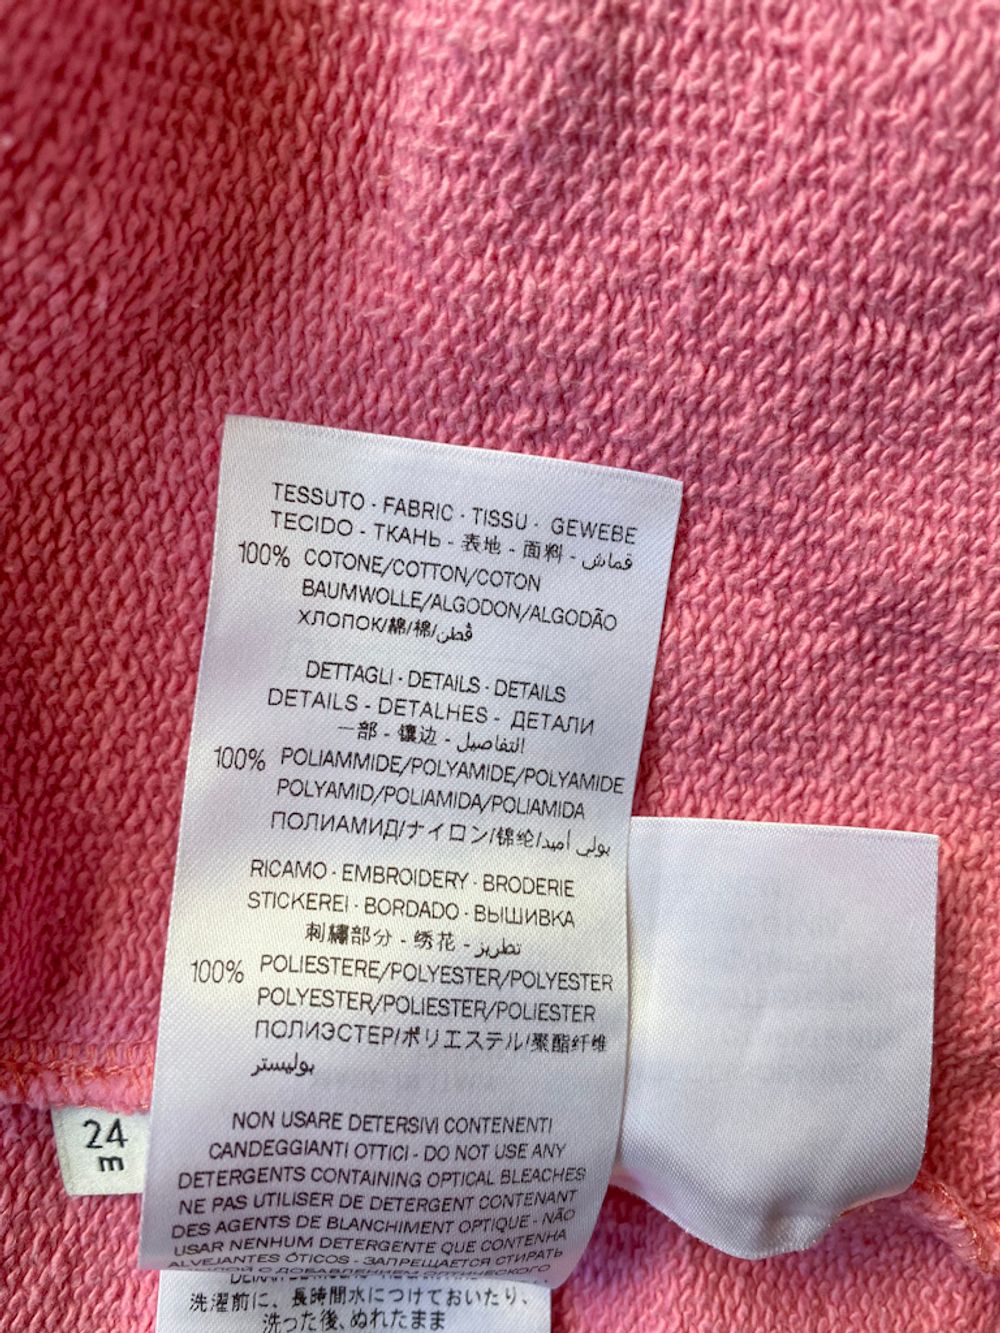 TESSUTO · FABRIC · TISSU · GEWEBE
TECIDO - ТКАНЬ - 表地 - 面料 - قماش
100% COTONE/COTTON/COTON
BAUMWOLLE/ALGODON/ALGODÃO
ХЛОПОК/綿/棉/قطن
DETTAGLI · DETAILS · DETAILS
DETAILS - DETALHES - ДЕТАЛИ
一部 - 镶边 - التفاصيل
100% POLIAMMIDE/POLYAMIDE/POLYAMIDE
POLYAMID/POLIAMIDA/POLIAMIDA
ПОЛИАМИД/ナイロン/锦纶/بولي أميد
RICAMO · EMBROIDERY · BRODERIE
STICKEREI · BORDADO · ВЫШИВКА
刺繍部分 - 绣花 - تطريز
100% POLIESTERE/POLYESTER/POLYESTER
POLYESTER/POLIESTER/POLIESTER
ПОЛИЭСТЕР/ポリエステル/聚酯纤维
بوليستر
NON USARE DETERSIVI CONTENENTI
CANDEGGIANTI OTTICI - DO NOT USE ANY
DETERGENTS CONTAINING OPTICAL BLEACHES
NE PAS UTILISER DE DETERGENT CONTENANT
DES AGENTS DE BLANCHIMENT OPTIQUE - NÃO
USAR NENHUM DETERGENTE QUE CONTENHA
ALVEJANTES ÓTICOS - ЗАПРЕЩАЕТСЯ СТИРАТЬ
С ДОБАВЛЕНИЕМ ОПТИЧЕСКОГО
洗濯前に、長時間水につけておいたり、
洗った後、ぬれたまま
24
m